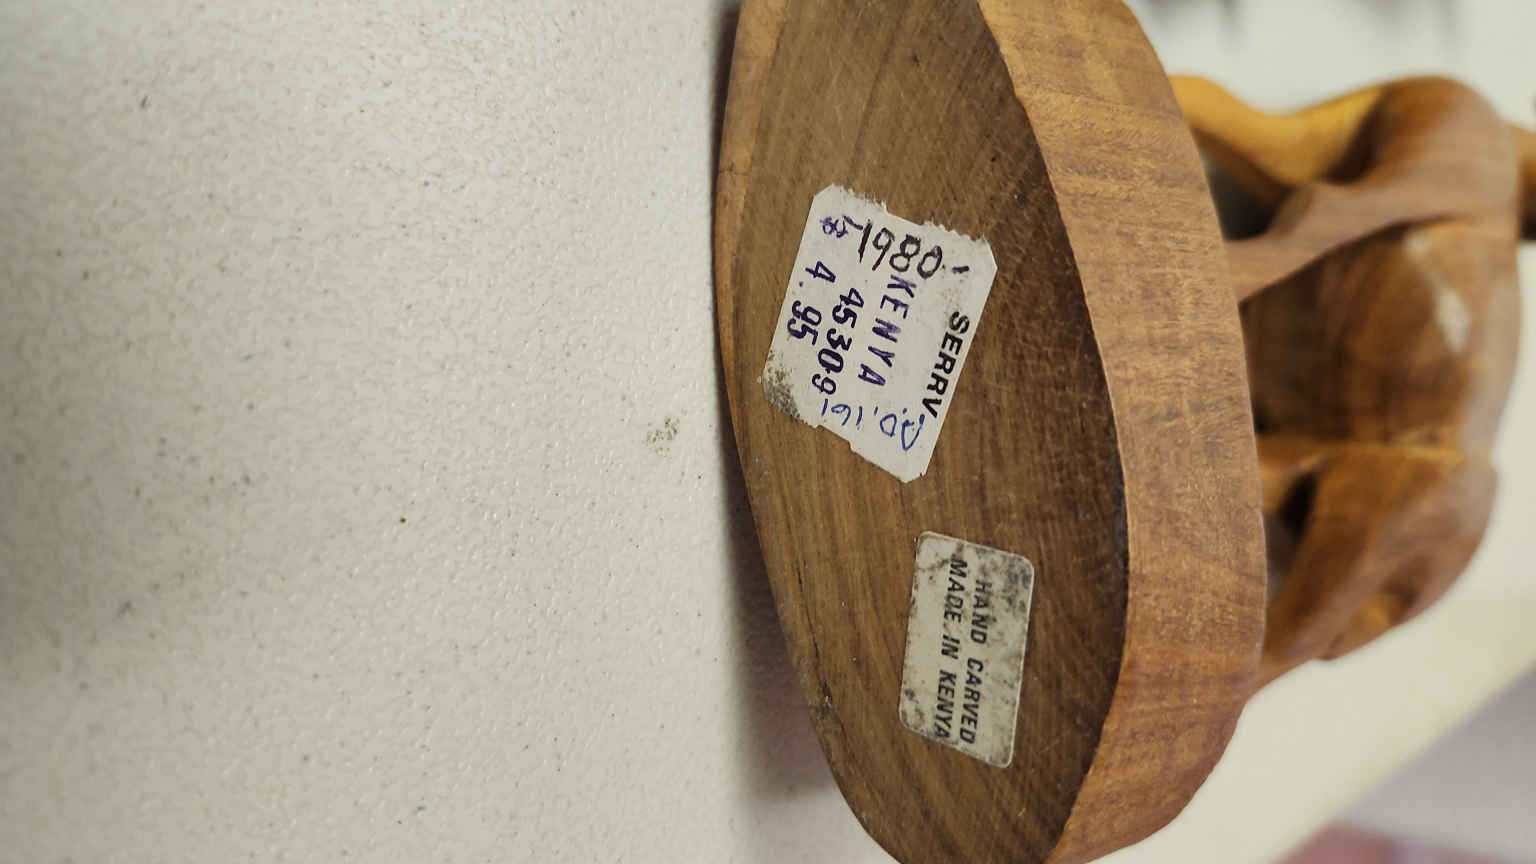 SERRV
1980
KENYA
45309
$ 4.95
HAND CARVED
MADE IN KENYA